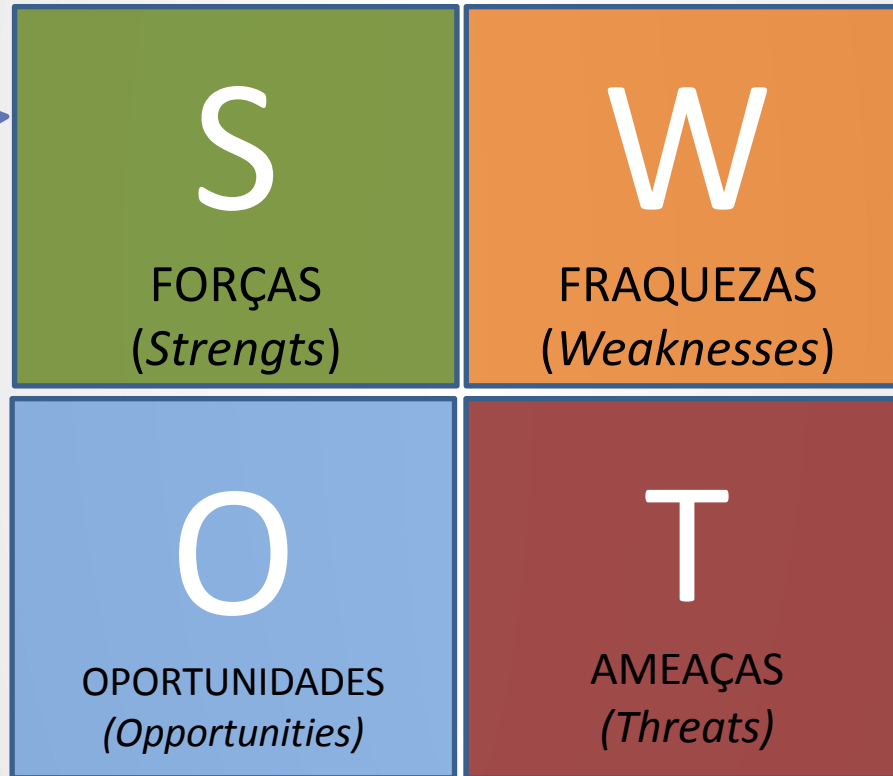 S
FORÇAS
(Strengts)
W
FRAQUEZAS
(Weaknesses)
O
OPORTUNIDADES
(Opportunities)
T
AMEAÇAS
(Threats)